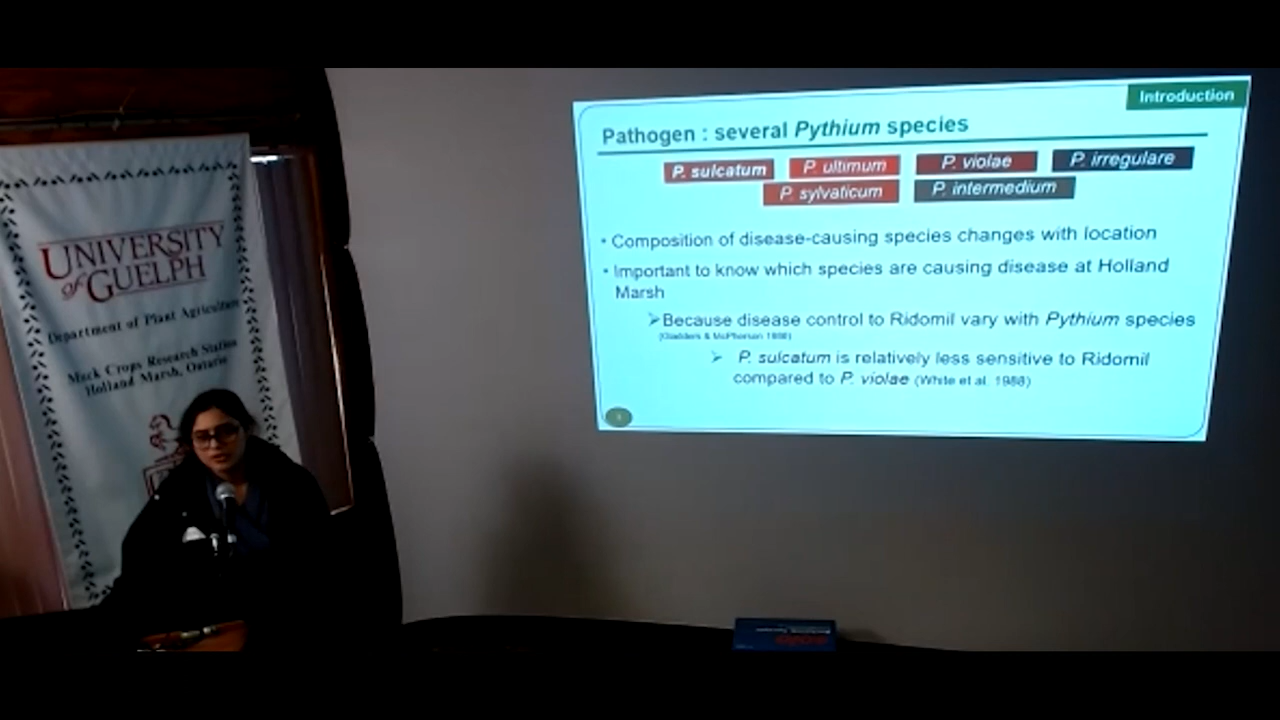 UNIVERSITY
of GUELPH
Department of Plant Agriculture
Muck Crops Research Station
Holland Marsh, Ontario
Introduction
Pathogen : several Pythium species
P. sulcatum P. ultimum P. violae P. irregulare
P. sylvaticum P. intermedium
• Composition of disease-causing species changes with location
• Important to know which species are causing disease at Holland
Marsh
➢Because disease control to Ridomil vary with Pythium species
(Gladders & McPherson 1986)
➢ P. sulcatum is relatively less sensitive to Ridomil
compared to P. violae (White et al. 1988)